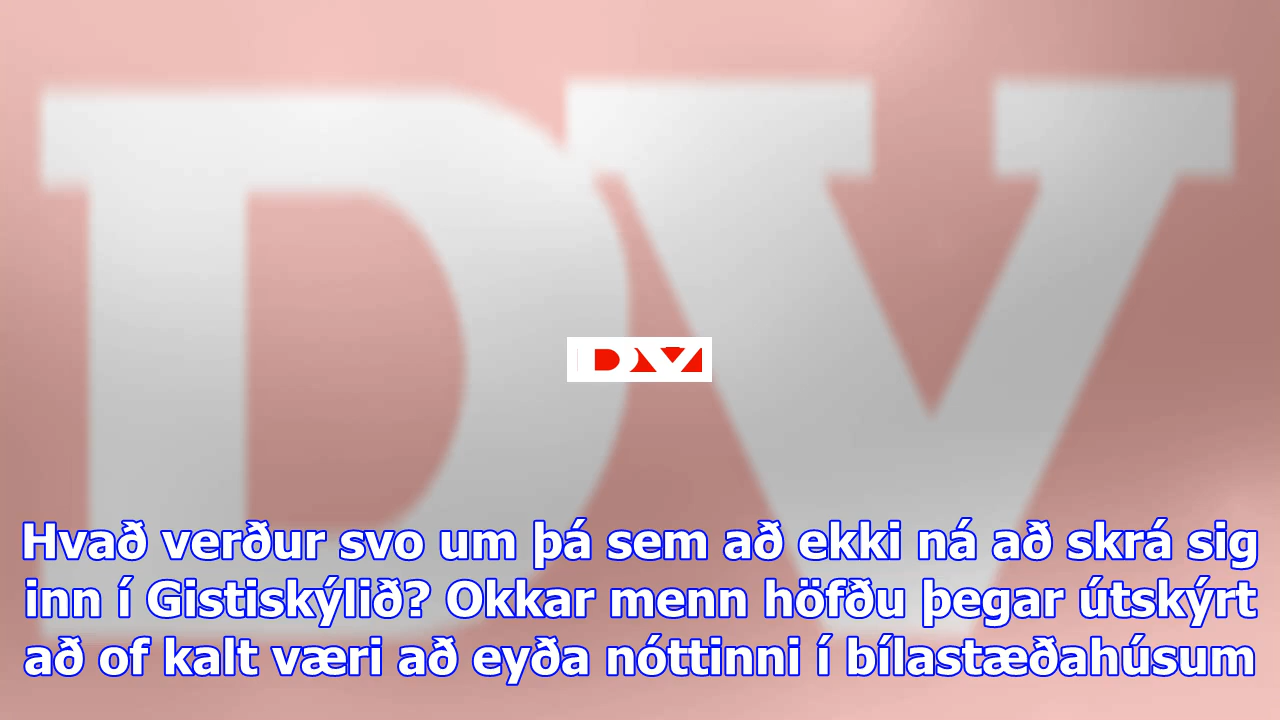 DV
DV
Hvað verður svo um þá sem að ekki ná að skrá sig
inn í Gistiskýlið? Okkar menn höfðu þegar útskýrt
að of kalt væri að eyða nóttinni í bílastæðahúsum